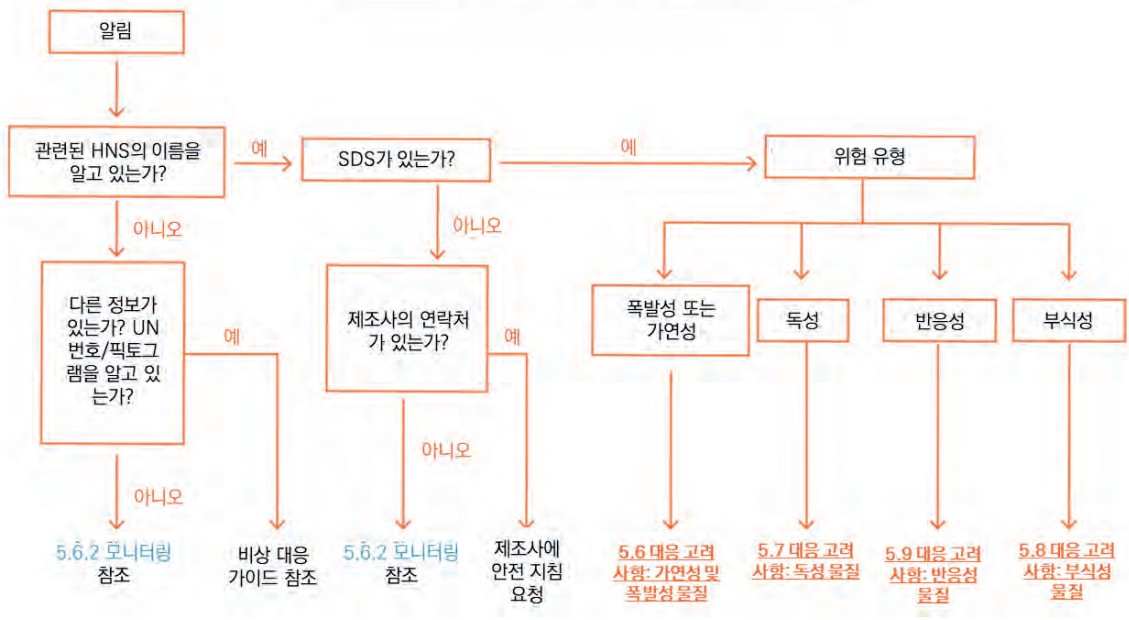 알림
관련된 HNS의 이름을
알고 있는가?
예
SDS가 있는가?
예
위험 유형
아니오
아니오
다른 정보가
있는가? UN
번호/픽토그
램을 알고 있
는가?
예
제조사의 연락처
가 있는가?
예
폭발성 또는
가연성
독성
반응성
부식성
아니오
아니오
5.6.2 모니터링
참조
비상 대응
가이드 참조
5.6.2 모니터링
참조
제조사에
안전 지침
요청
5.6 대응 고려
사항: 가연성 및
폭발성 물질
5.7 대응 고려
사항: 독성 물질
5.9 대응 고려
사항: 반응성
물질
5.8 대응 고려
사항: 부식성
물질